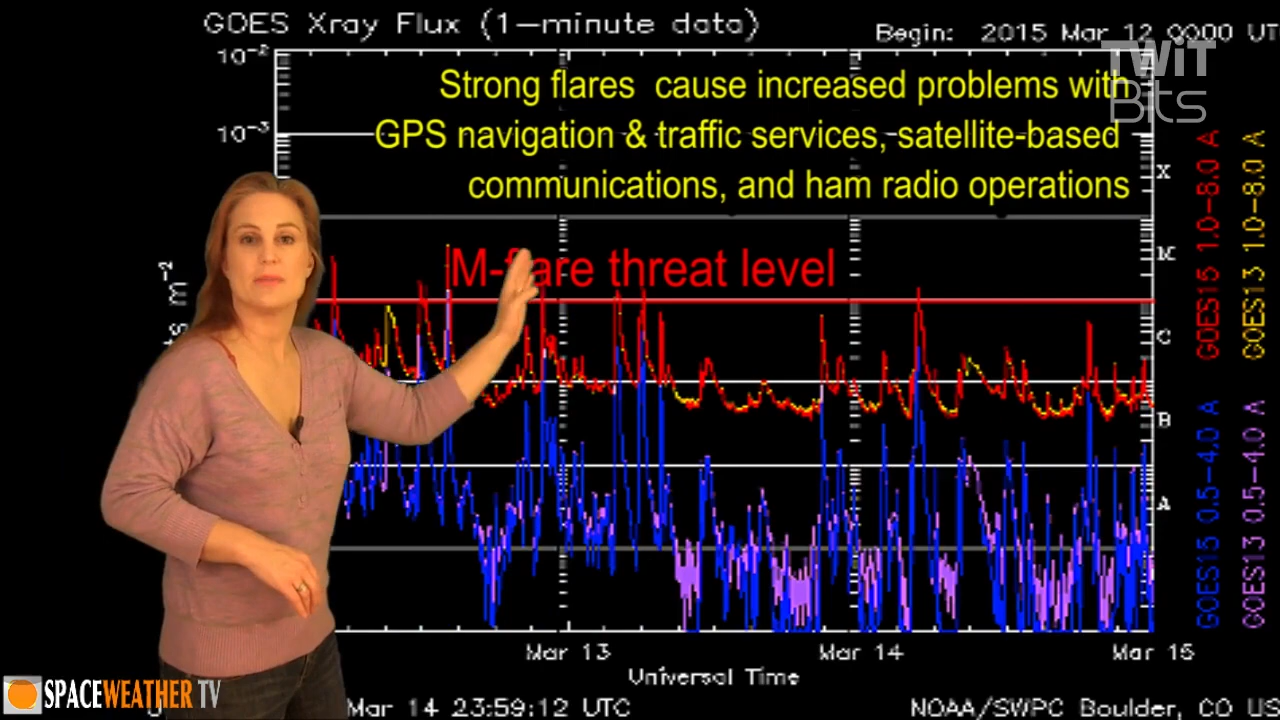 GOES Xray Flux (1-minute data)
Begin: 2015 Mar 12 0000 UT
TWiT
Bits
10-2
10-3
Strong flares cause increased problems with
GPS navigation & traffic services, satellite-based
communications, and ham radio operations
M-flare threat level
m-2
X
M
C
B
A
GOES15 1.0-8.0 A
GOES13 1.0-8.0 A
GOES15 0.5-4.0 A
GOES13 0.5-4.0 A
Mar 13
Mar 14
Mar 15
Universal Time
SPACEWEATHER TV
Mar 14 23:59:12 UTC
NOAA/SWPC Boulder, CO US